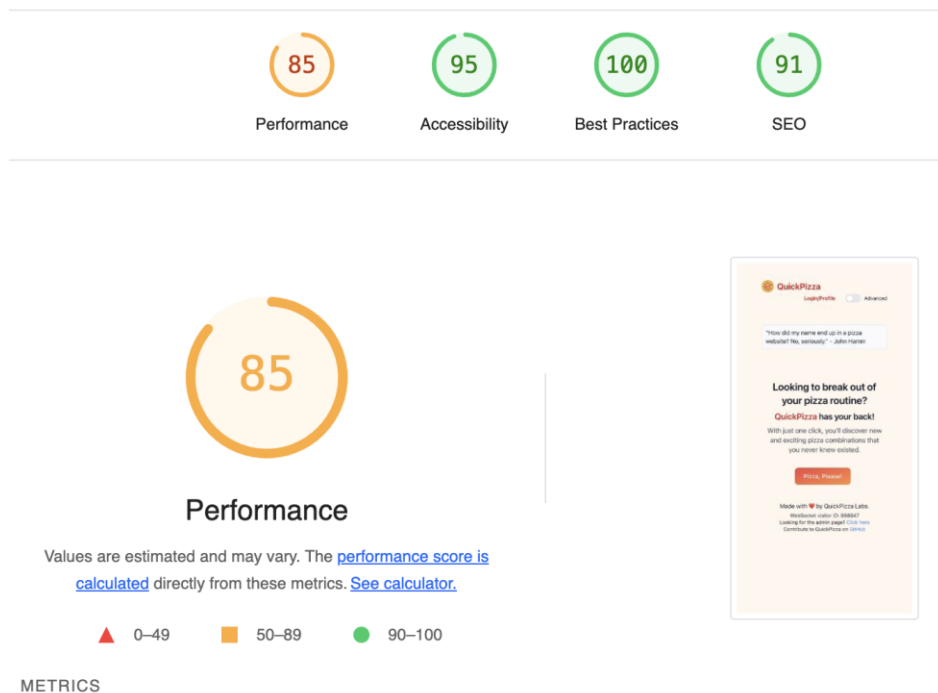 85
95
100
91
Performance
Accessibility
Best Practices
SEO
85
Performance
Values are estimated and may vary. The performance score is
calculated directly from these metrics. See calculator.
0–49
50–89
90–100
METRICS
QuickPizza
Login/Profile
Advanced
"How did my name end up in a pizza
website? No, seriously." - John Hamm
Looking to break out of
your pizza routine?
QuickPizza has your back!
With just one click, you'll discover new
and exciting pizza combinations that
you never knew existed.
Pizza, Please!
Made with ❤️ by QuickPizza Labs.
WebSocket visitor ID:
Looking for the admin page? Click here
Contribute to QuickPizza on GitHub